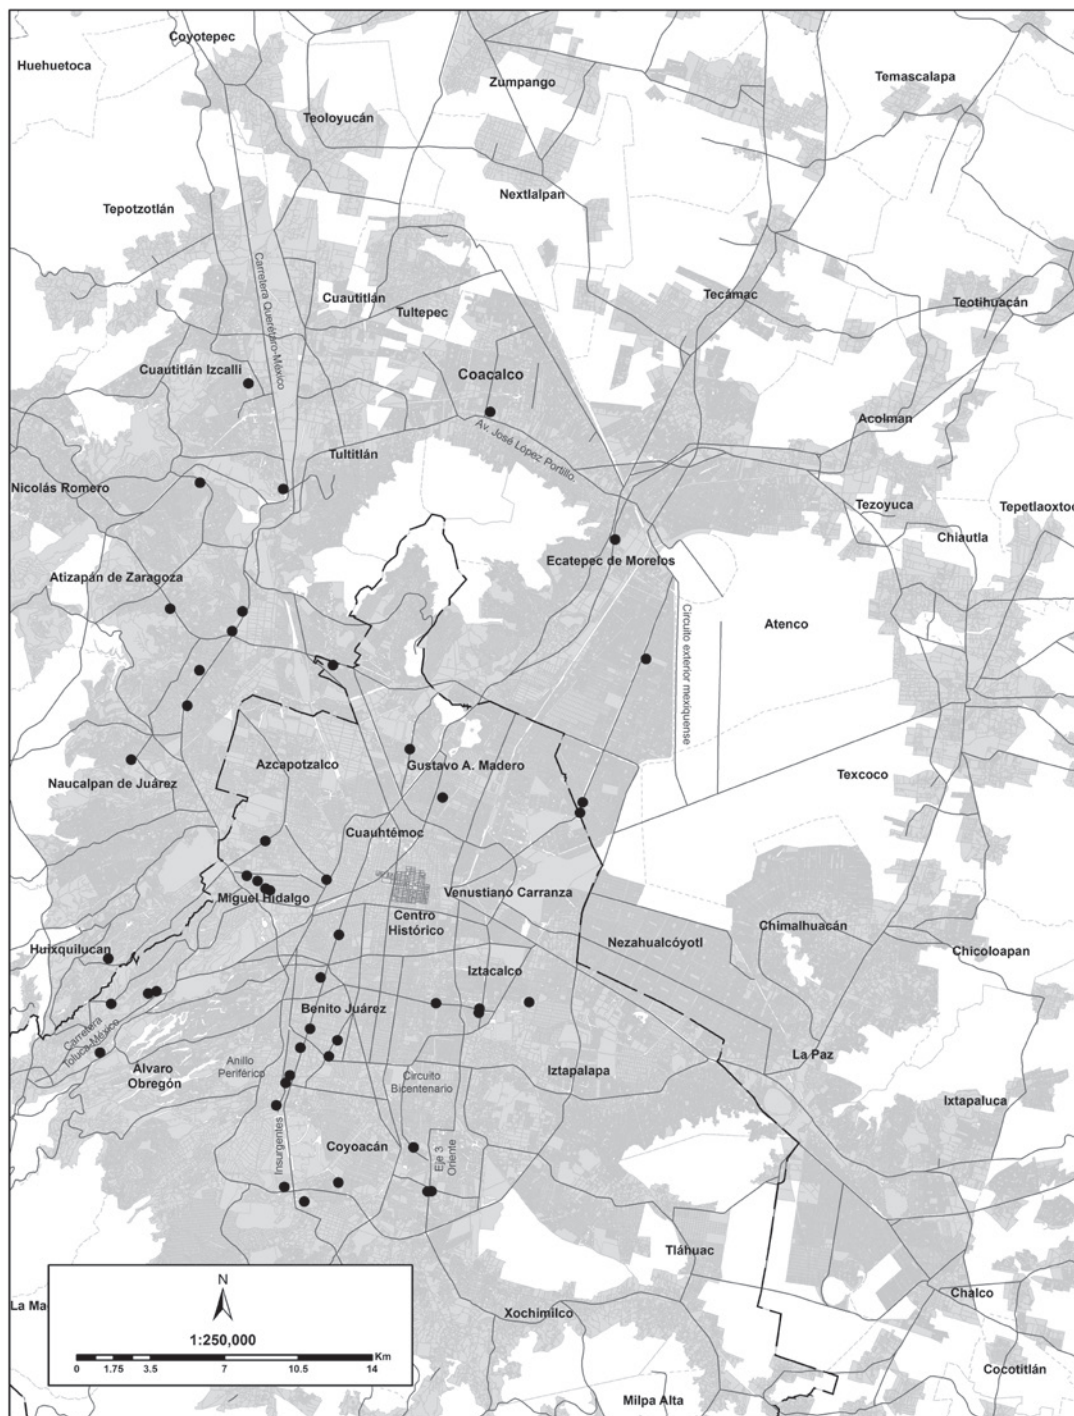 Coyotepec
Huehuetoca
Zumpango
Temascalapa
Teoloyucán
Nextlalpan
Tepotzotlán
Carretera Querétaro-México
Cuautitlán
Tultepec
Tecámac
Teotihuacán
Cuautitlán Izcalli
Coacalco
Acolman
Av. José López Portillo.
Tultitlán
Nicolás Romero
Tezoyuca
Tepetlaoxtoc
Chiautla
Ecatepec de Morelos
Atizapán de Zaragoza
Atenco
Circuito exterior mexiquense
Azcapotzalco
Gustavo A. Madero
Texcoco
Naucalpan de Juárez
Cuauhtémoc
Miguel Hidalgo
Venustiano Carranza
Centro
Histórico
Chimalhuacán
Nezahualcóyotl
Chicoloapan
Huixquilucan
Iztacalco
Benito Juárez
Carretera
Toluca-México
La Paz
Álvaro
Obregón
Anillo
Periférico
Circuito
Bicentenario
Iztapalapa
Ixtapaluca
Insurgentes
Coyoacán
Eje 3
Oriente
Tláhuac
La Ma
N
1:250,000
Km
0 1.75 3.5 7 10.5 14
Xochimilco
Chalco
Cocotitlán
Milpa Alta